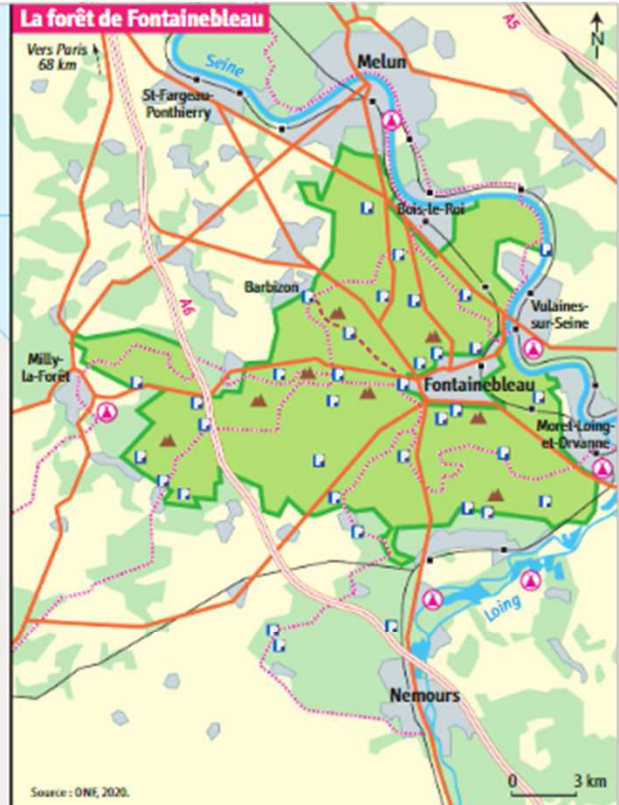 La forêt de Fontainebleau
Vers Paris
68 km
A5
N
Seine
Melun
St-Fargeau-
Ponthierry
Bois-le-Roi
Barbizon
A6
Vulaines-
sur-Seine
Milly-
la-Forêt
Fontainebleau
Moret-Loing-
et-Orvanne
Loing
Nemours
Source : ONF, 2020.
0 3 km